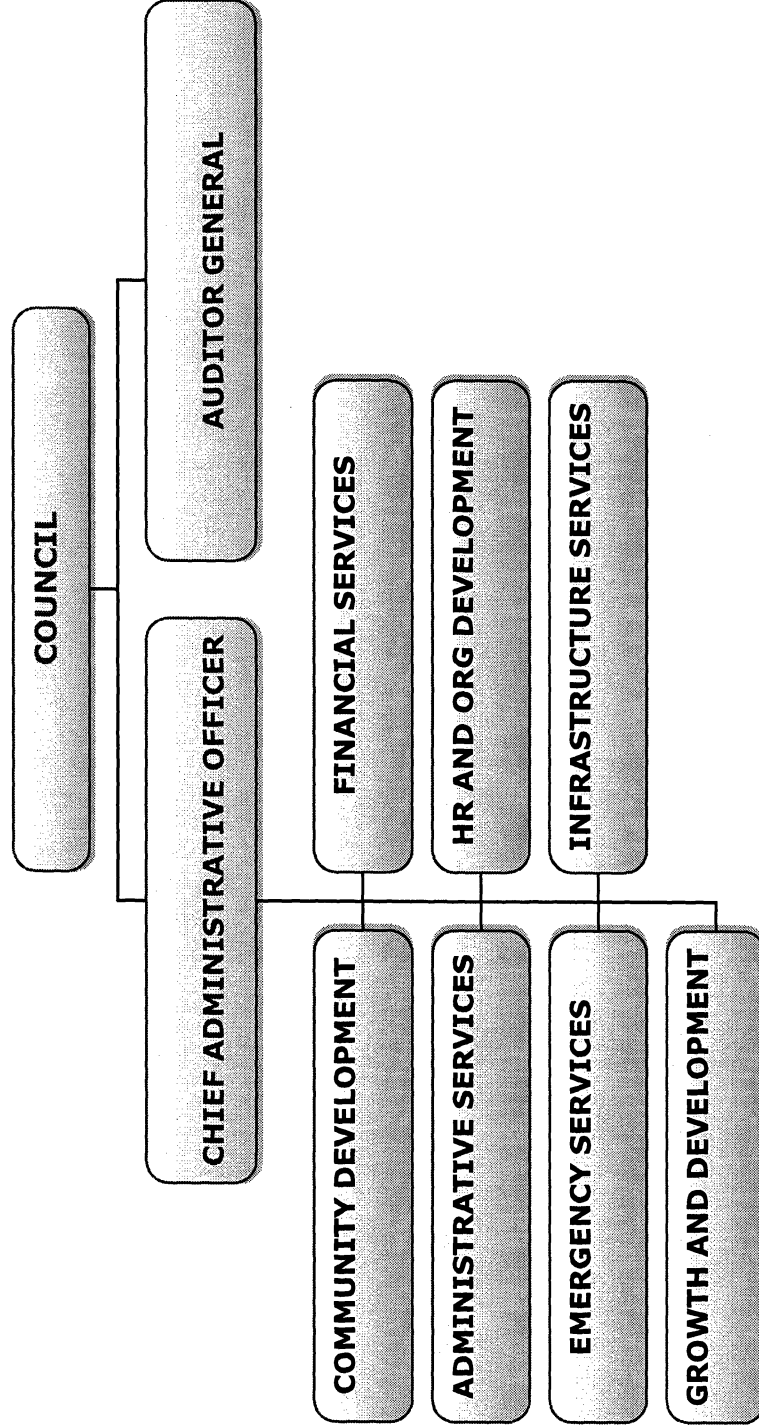 COUNCIL
CHIEF ADMINISTRATIVE OFFICER
AUDITOR GENERAL
COMMUNITY DEVELOPMENT
FINANCIAL SERVICES
ADMINISTRATIVE SERVICES
HR AND ORG DEVELOPMENT
EMERGENCY SERVICES
INFRASTRUCTURE SERVICES
GROWTH AND DEVELOPMENT